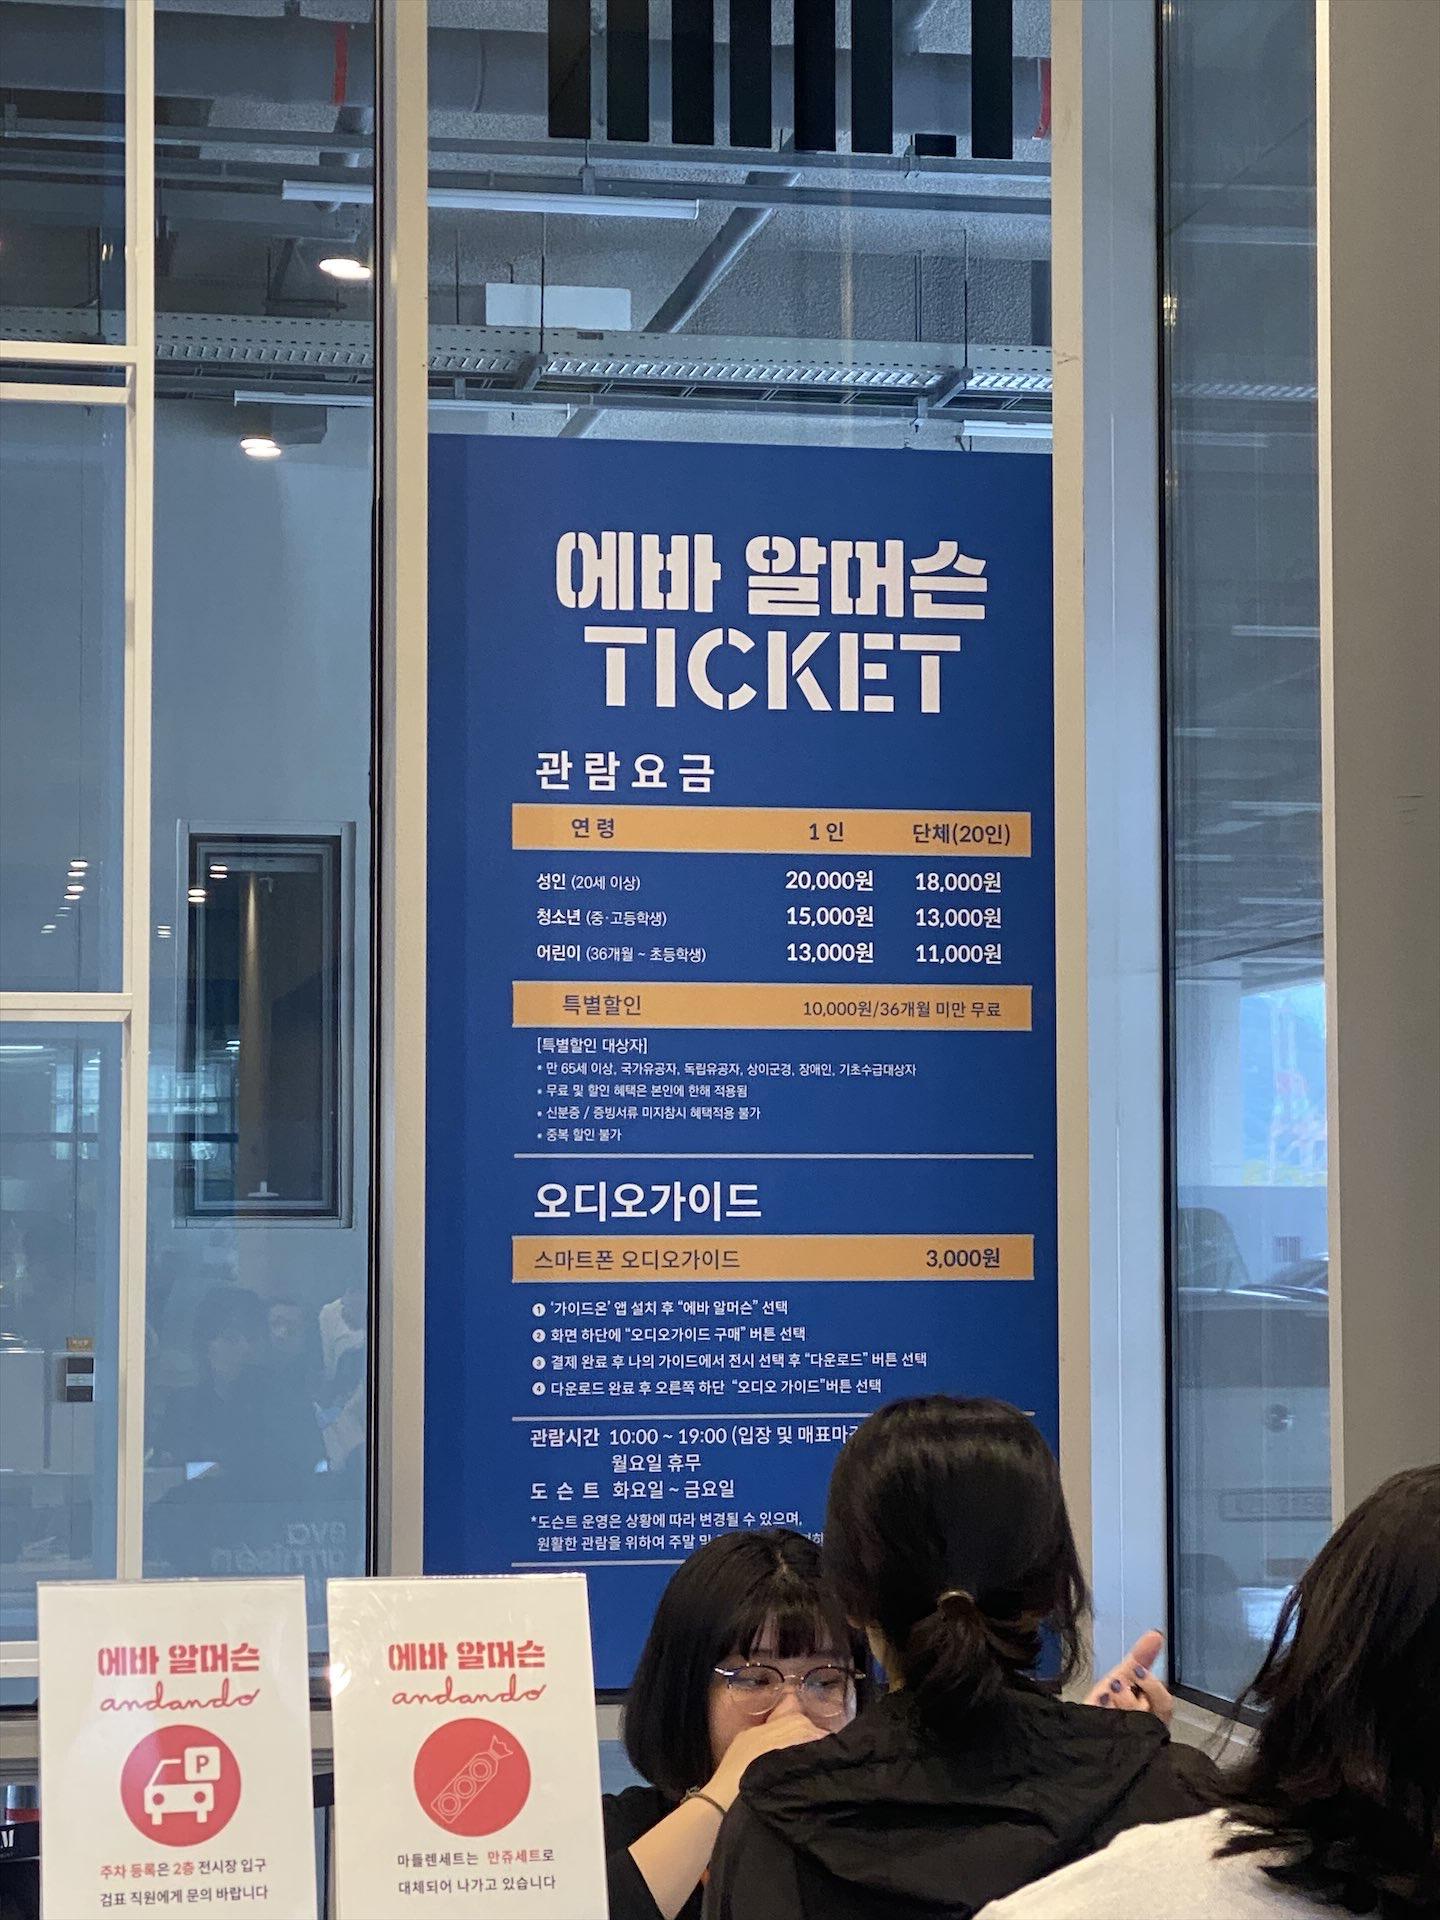 에바 알머슨
TICKET
관람요금
연령 1인 단체(20인)
성인 (20세 이상) 20,000원 18,000원
청소년 (중·고등학생) 15,000원 13,000원
어린이 (36개월 ~ 초등학생) 13,000원 11,000원
특별할인 10,000원/36개월 미만 무료
[특별할인 대상자]
* 만 65세 이상, 국가유공자, 독립유공자, 상이군경, 장애인, 기초수급대상자
* 무료 및 할인 혜택은 본인에 한해 적용됨
* 신분증 / 증빙서류 미지참시 혜택적용 불가
* 중복 할인 불가
오디오가이드
스마트폰 오디오가이드 3,000원
❶ '가이드온' 앱 설치 후 "에바 알머슨" 선택
❷ 화면 하단에 "오디오가이드 구매" 버튼 선택
❸ 결제 완료 후 나의 가이드에서 전시 선택 후 "다운로드" 버튼 선택
❹ 다운로드 완료 후 오른쪽 하단 "오디오 가이드"버튼 선택
관람시간 10:00 ~ 19:00 (입장 및
월요일 휴무
도슨트 화요일 ~ 금요일
*도슨트 운영은 상황에 따라 변경될 수 있으며,
원활한 관람을 위하여 주말 및
에바 알머슨
andando
P
주차 등록은 2층 전시장 입구
검표 직원에게 문의 바랍니다
에바 알머슨
andando
마들렌세트는 만쥬세트로
대체되어 나가고 있습니다